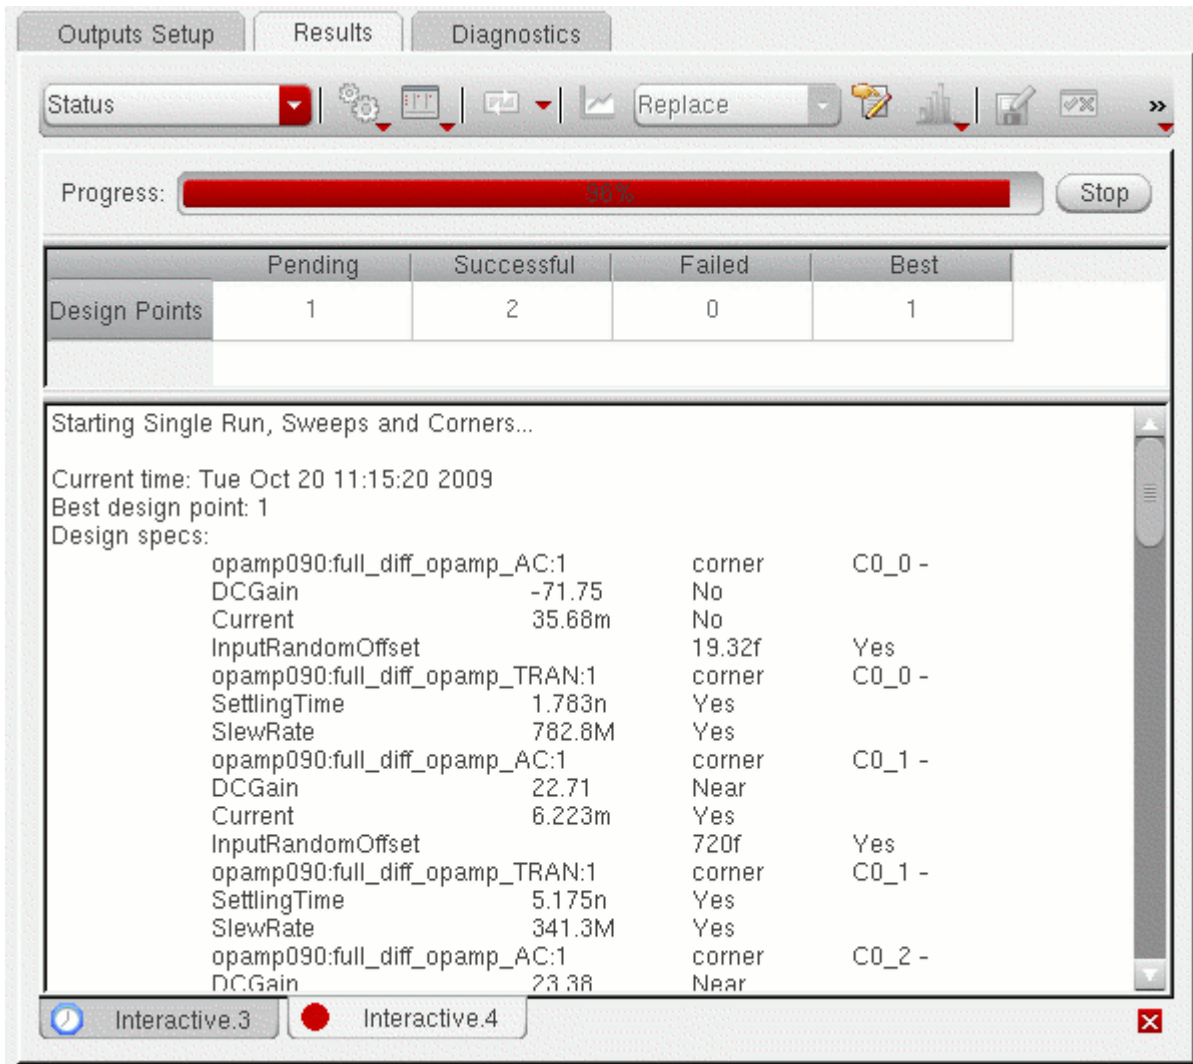 Outputs Setup Results Diagnostics
Status Replace »
Progress: 96% Stop
Pending Successful Failed Best
Design Points 1 2 0 1
Starting Single Run, Sweeps and Corners...
Current time: Tue Oct 20 11:15:20 2009
Best design point: 1
Design specs:
opamp090:full_diff_opamp_AC:1 corner C0_0 -
DCGain -71.75 No
Current 35.68m No
InputRandomOffset 19.32f Yes
opamp090:full_diff_opamp_TRAN:1 corner C0_0 -
SettlingTime 1.783n Yes
SlewRate 782.8M Yes
opamp090:full_diff_opamp_AC:1 corner C0_1 -
DCGain 22.71 Near
Current 6.223m Yes
InputRandomOffset 720f Yes
opamp090:full_diff_opamp_TRAN:1 corner C0_1 -
SettlingTime 5.175n Yes
SlewRate 341.3M Yes
opamp090:full_diff_opamp_AC:1 corner C0_2 -
DCGain 23.38 Near
Interactive.3 Interactive.4